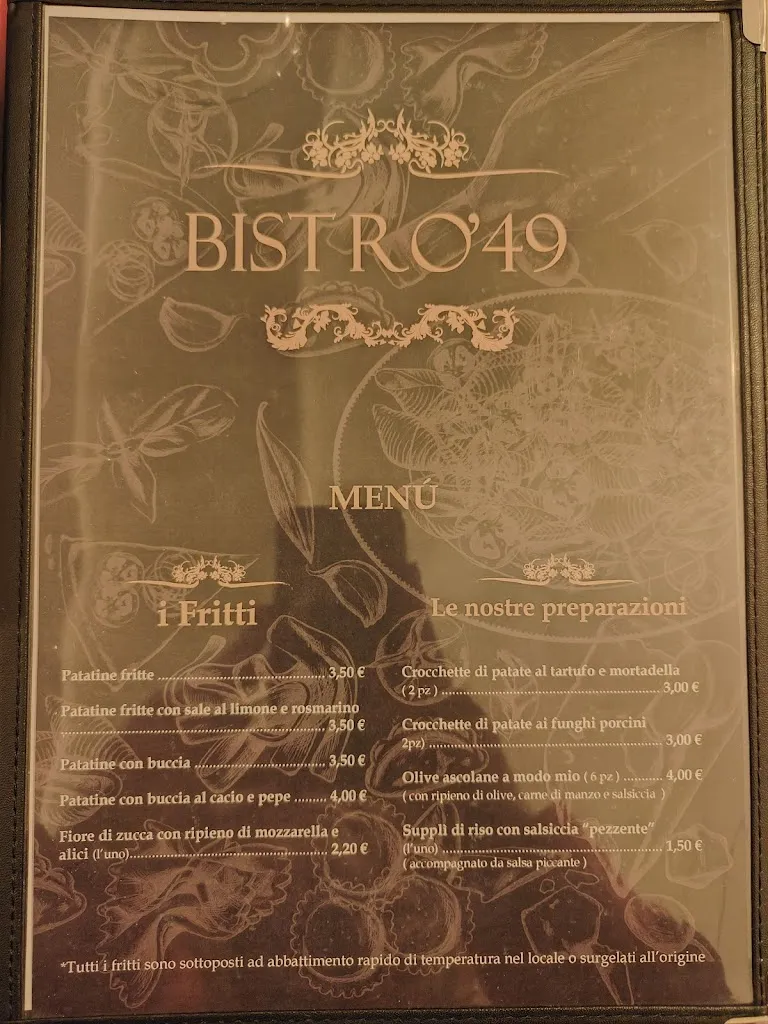 BISTRO'49
MENÚ
i Fritti
Patatine fritte ........................................ 3,50 €
Patatine fritte con sale al limone e rosmarino
................................................................ 3,50 €
Patatine con buccia ................................ 3,50 €
Patatine con buccia al cacio e pepe ........ 4,00 €
Fiore di zucca con ripieno di mozzarella e
alici (l'uno)................................................ 2,20 €
Le nostre preparazioni
Crocchette di patate al tartufo e mortadella
( 2 pz ) ..................................................... 3,00 €
Crocchette di patate ai funghi porcini
2pz) ........................................................ 3,00 €
Olive ascolane a modo mio ( 6 pz ) .......... 4,00 €
( con ripieno di olive, carne di manzo e salsiccia )
Supplì di riso con salsiccia "pezzente"
(l'uno) ..................................................... 1,50 €
( accompagnato da salsa piccante )
*Tutti i fritti sono sottoposti ad abbattimento rapido di temperatura nel locale o surgelati all'origine